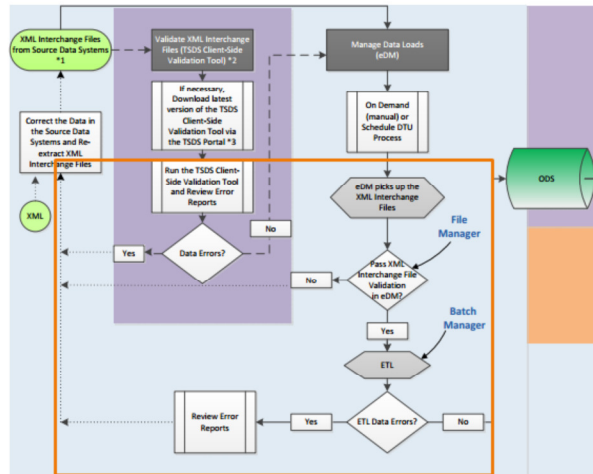 XML Interchange Files
from Source Data Systems
*1
Validate XML Interchange
Files (TSDS Client-Side
Validation Tool) *2
Manage Data Loads
(eDM)
If necessary,
Download latest
version of the TSDS
Client-Side
Validation Tool via
the TSDS Portal *3
On Demand
(manual) or
Schedule DTU
Process
Correct the Data in
the Source Data
Systems and Re-
extract XML
Interchange Files
Run the TSDS Client-
Side Validation Tool
and Review Error
Reports
eDM picks up the
XML Interchange
Files
ODS
XML
No
File
Manager
Yes
Data Errors?
Pass XML
Interchange File
Validation
in eDM?
No
Yes
Batch
Manager
ETL
Review Error
Reports
Yes
ETL Data Errors?
No